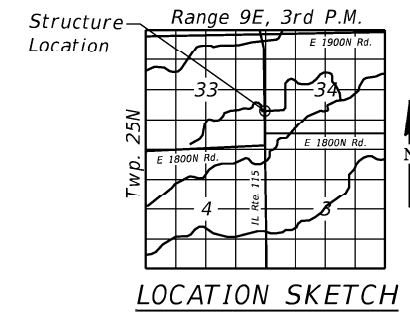 Range 9E, 3rd P.M.
Structure
Location
E 1900N Rd.
33
34
Twp. 25N
E 1800N Rd.
E 1800N Rd.
IL Rte. 115
4
3
N
LOCATION SKETCH